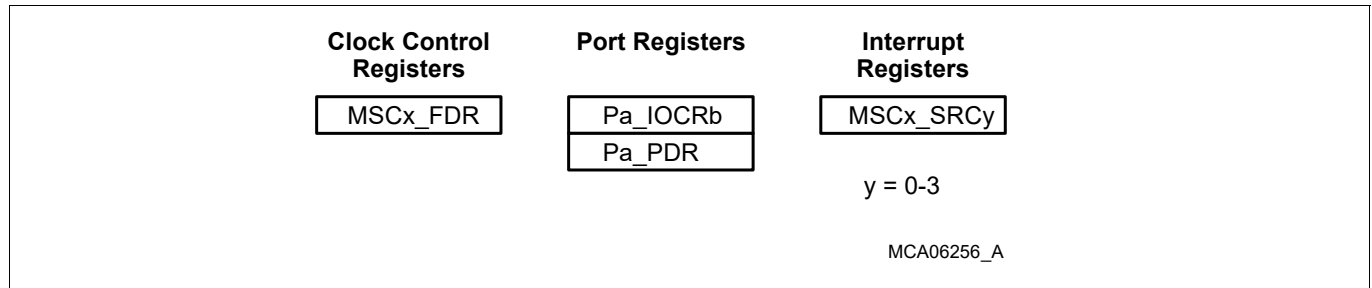 Clock Control
Registers
MSCx_FDR
Port Registers
Pa_IOCRb
Pa_PDR
Interrupt
Registers
MSCx_SRCy
y = 0-3
MCA06256_A